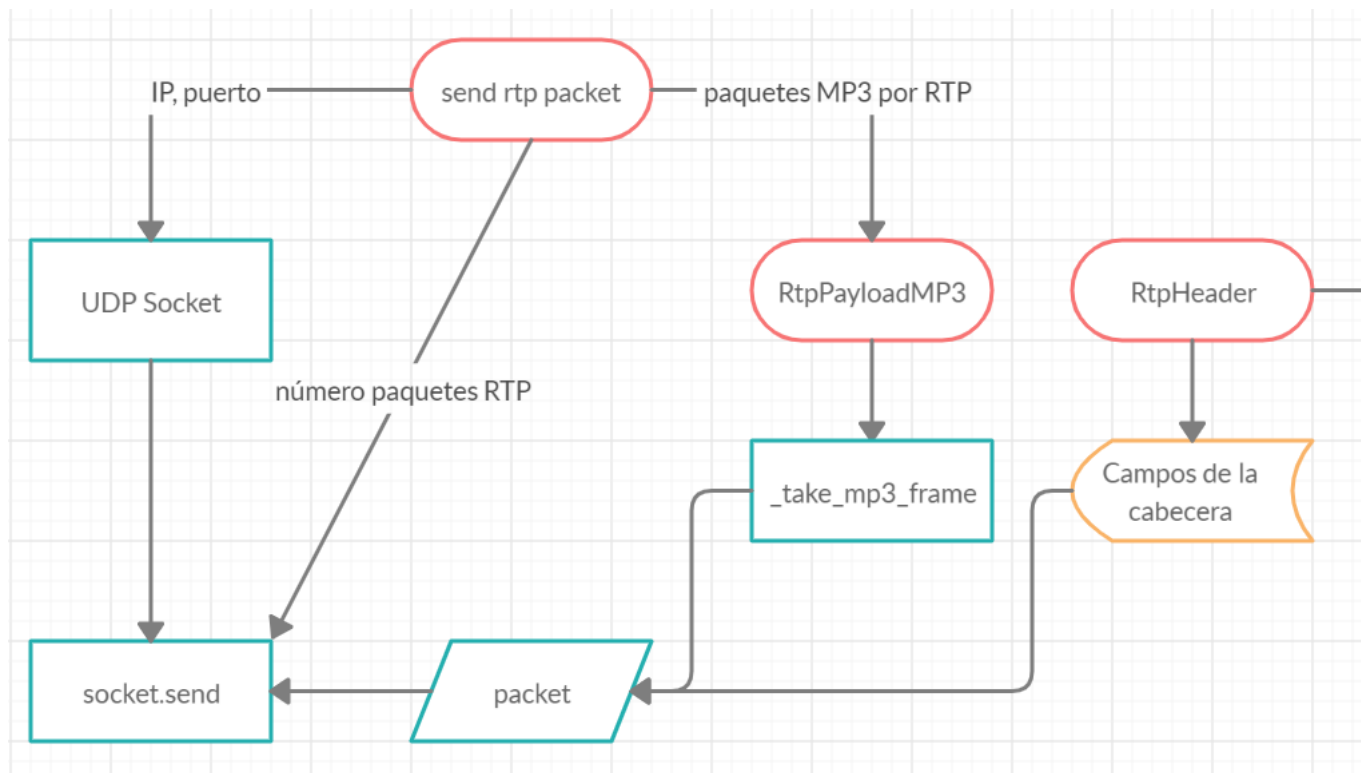 IP, puerto
send rtp packet
paquetes MP3 por RTP
UDP Socket
RtpPayloadMP3
RtpHeader
número paquetes RTP
_take_mp3_frame
Campos de la
cabecera
socket.send
packet